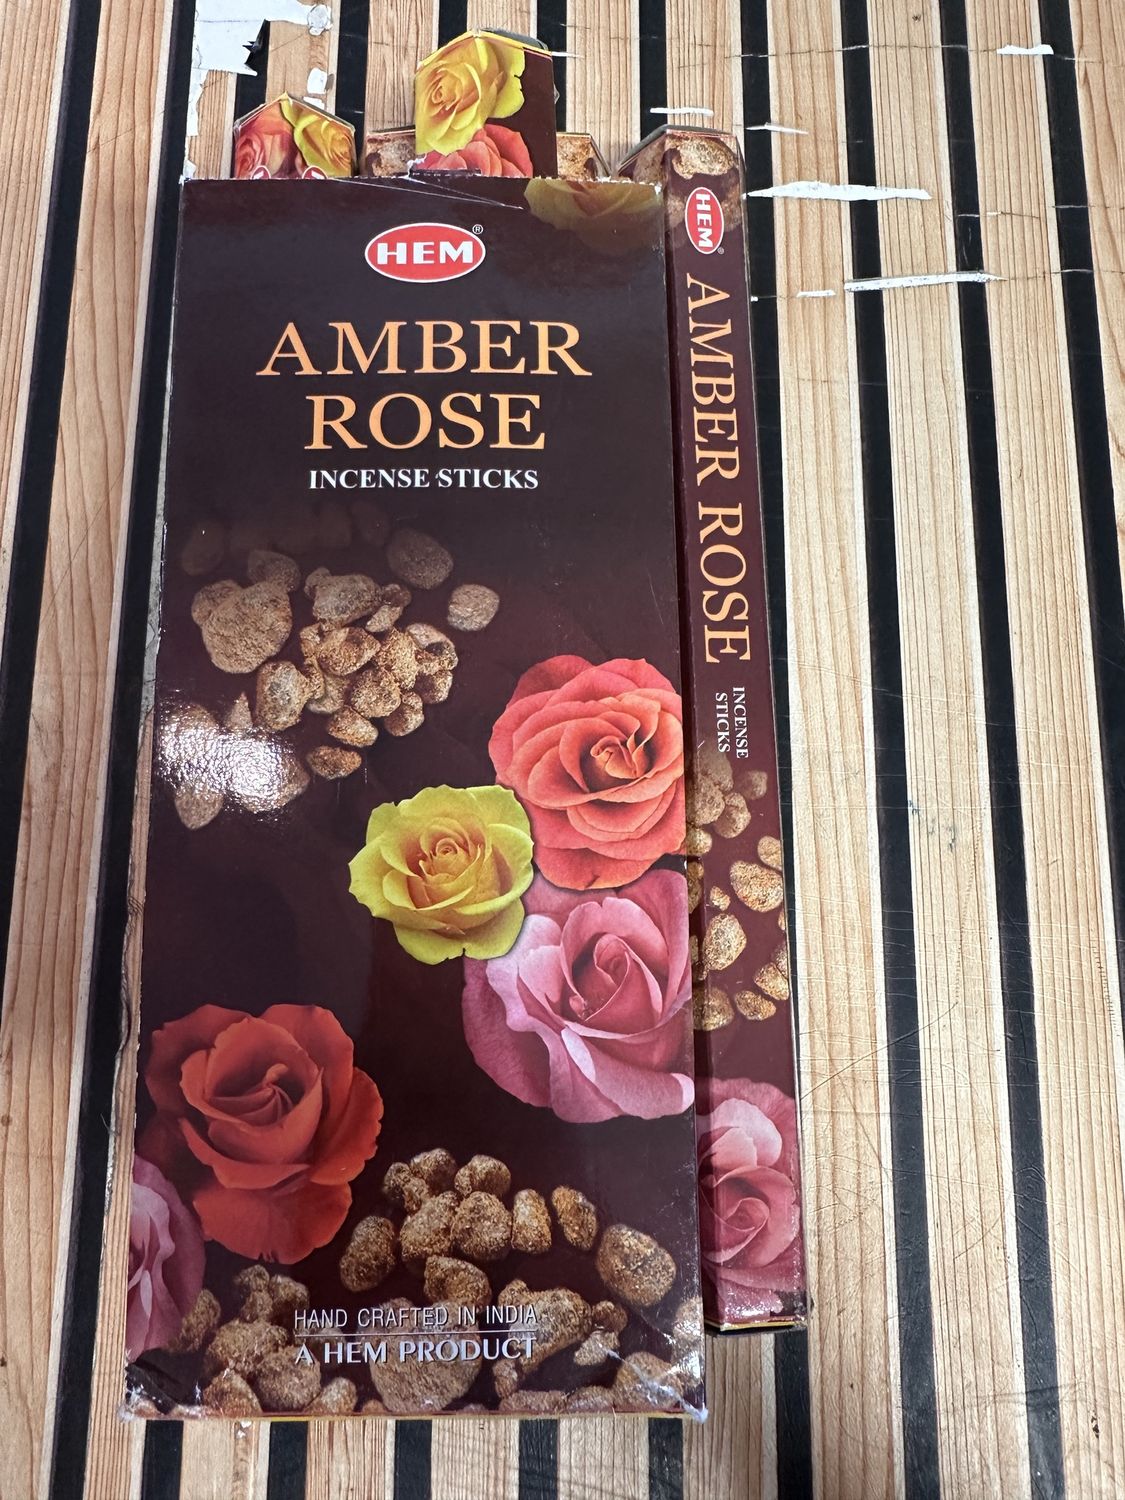 HEM®
AMBER
ROSE
INCENSE STICKS
HAND CRAFTED IN INDIA
A HEM PRODUCT
HEM®
AMBER ROSE
INCENSE
STICKS